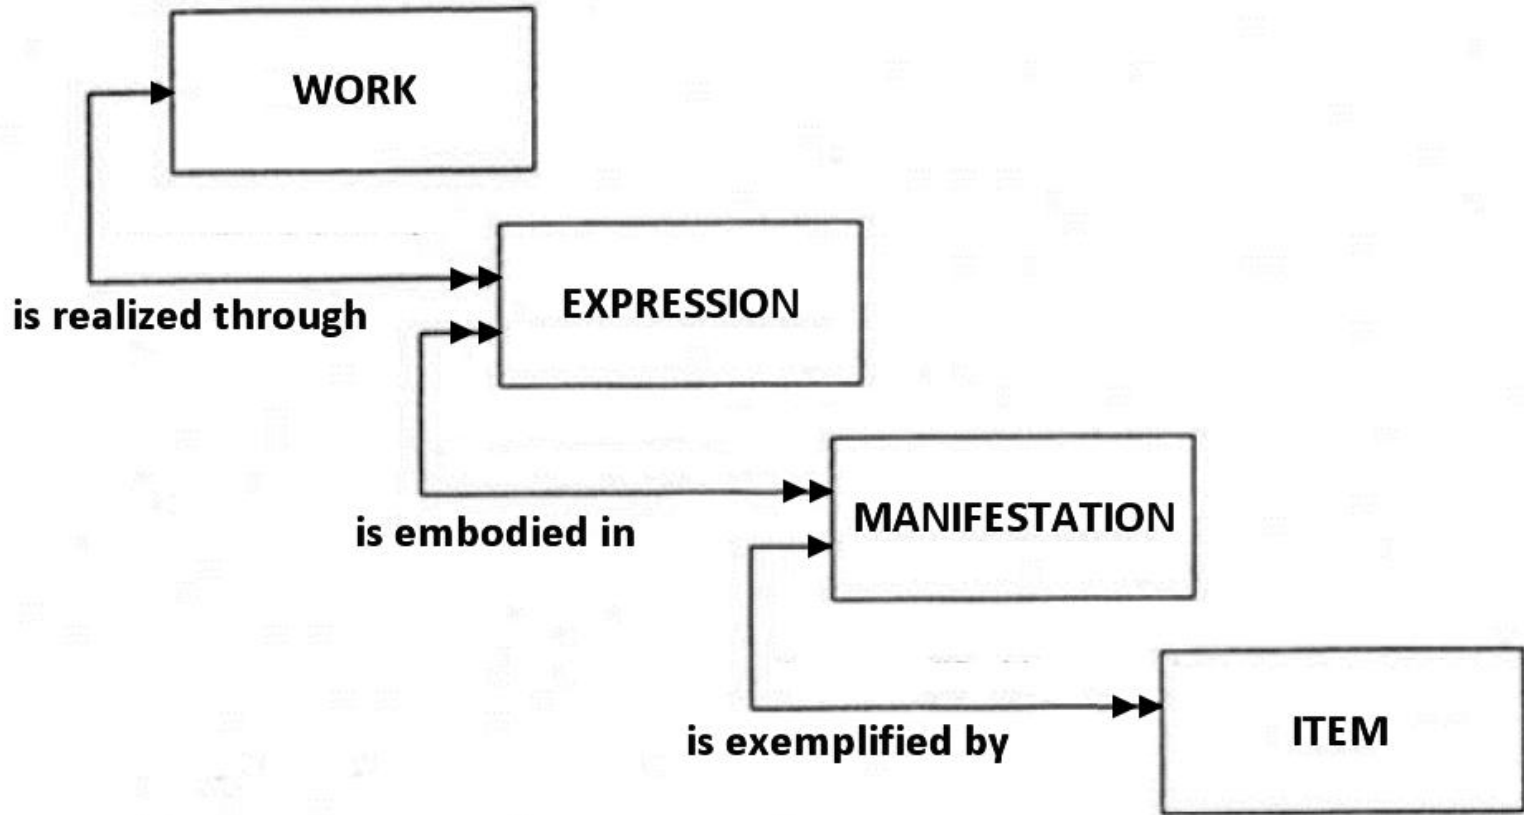 WORK
is realized through
EXPRESSION
is embodied in
MANIFESTATION
is exemplified by
ITEM